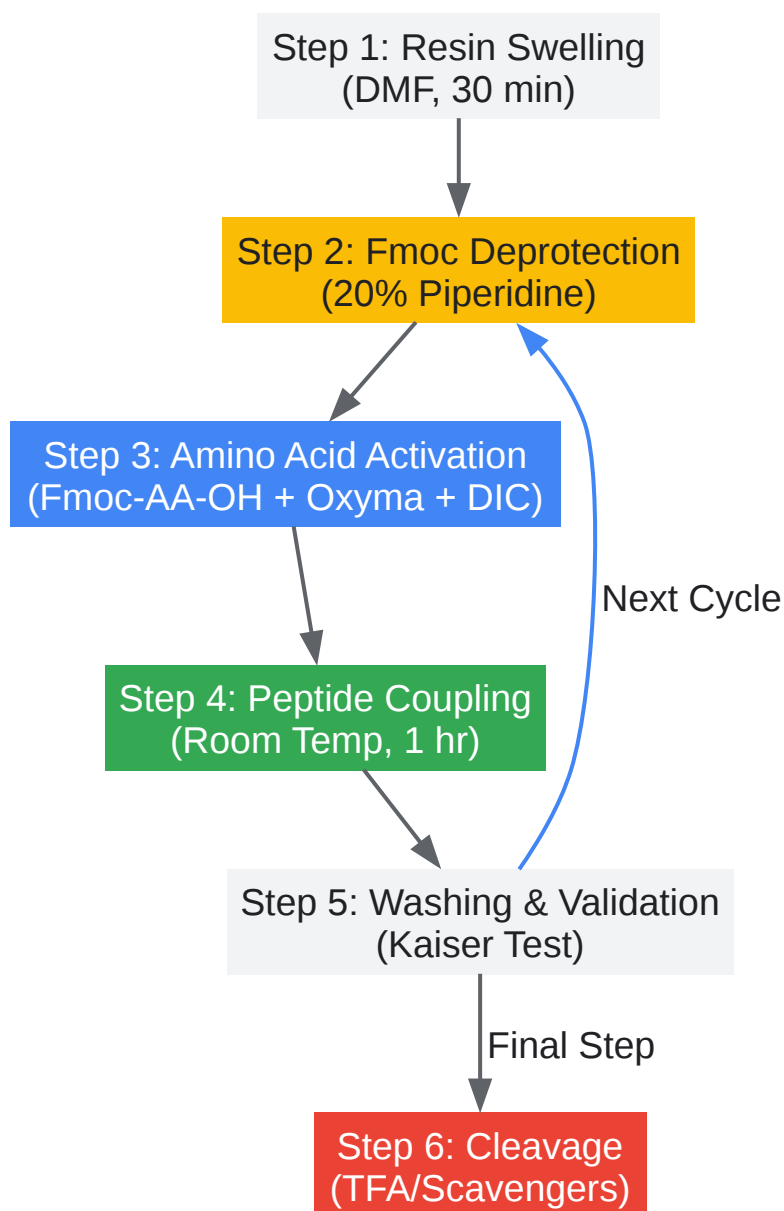 Step 1: Resin Swelling
(DMF, 30 min)
Step 2: Fmoc Deprotection
(20% Piperidine)
Step 3: Amino Acid Activation
(Fmoc-AA-OH + Oxyma + DIC)
Next Cycle
Step 4: Peptide Coupling
(Room Temp, 1 hr)
Step 5: Washing & Validation
(Kaiser Test)
Final Step
Step 6: Cleavage
(TFA/Scavengers)